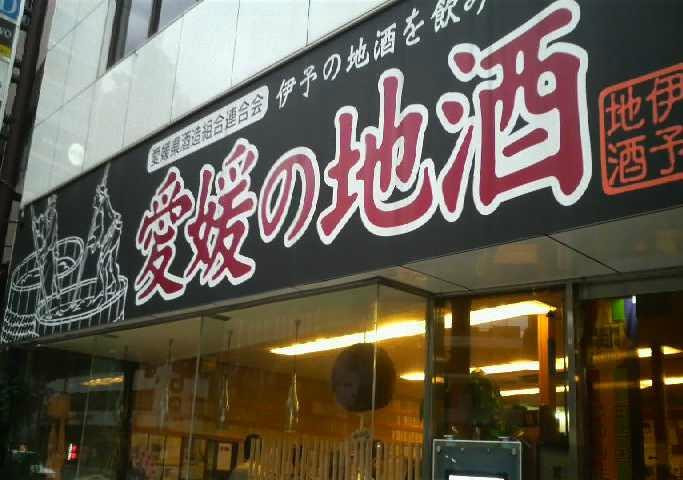 愛媛県酒造組合連合会
伊予の地酒を飲み
愛媛の地酒
伊予
地酒